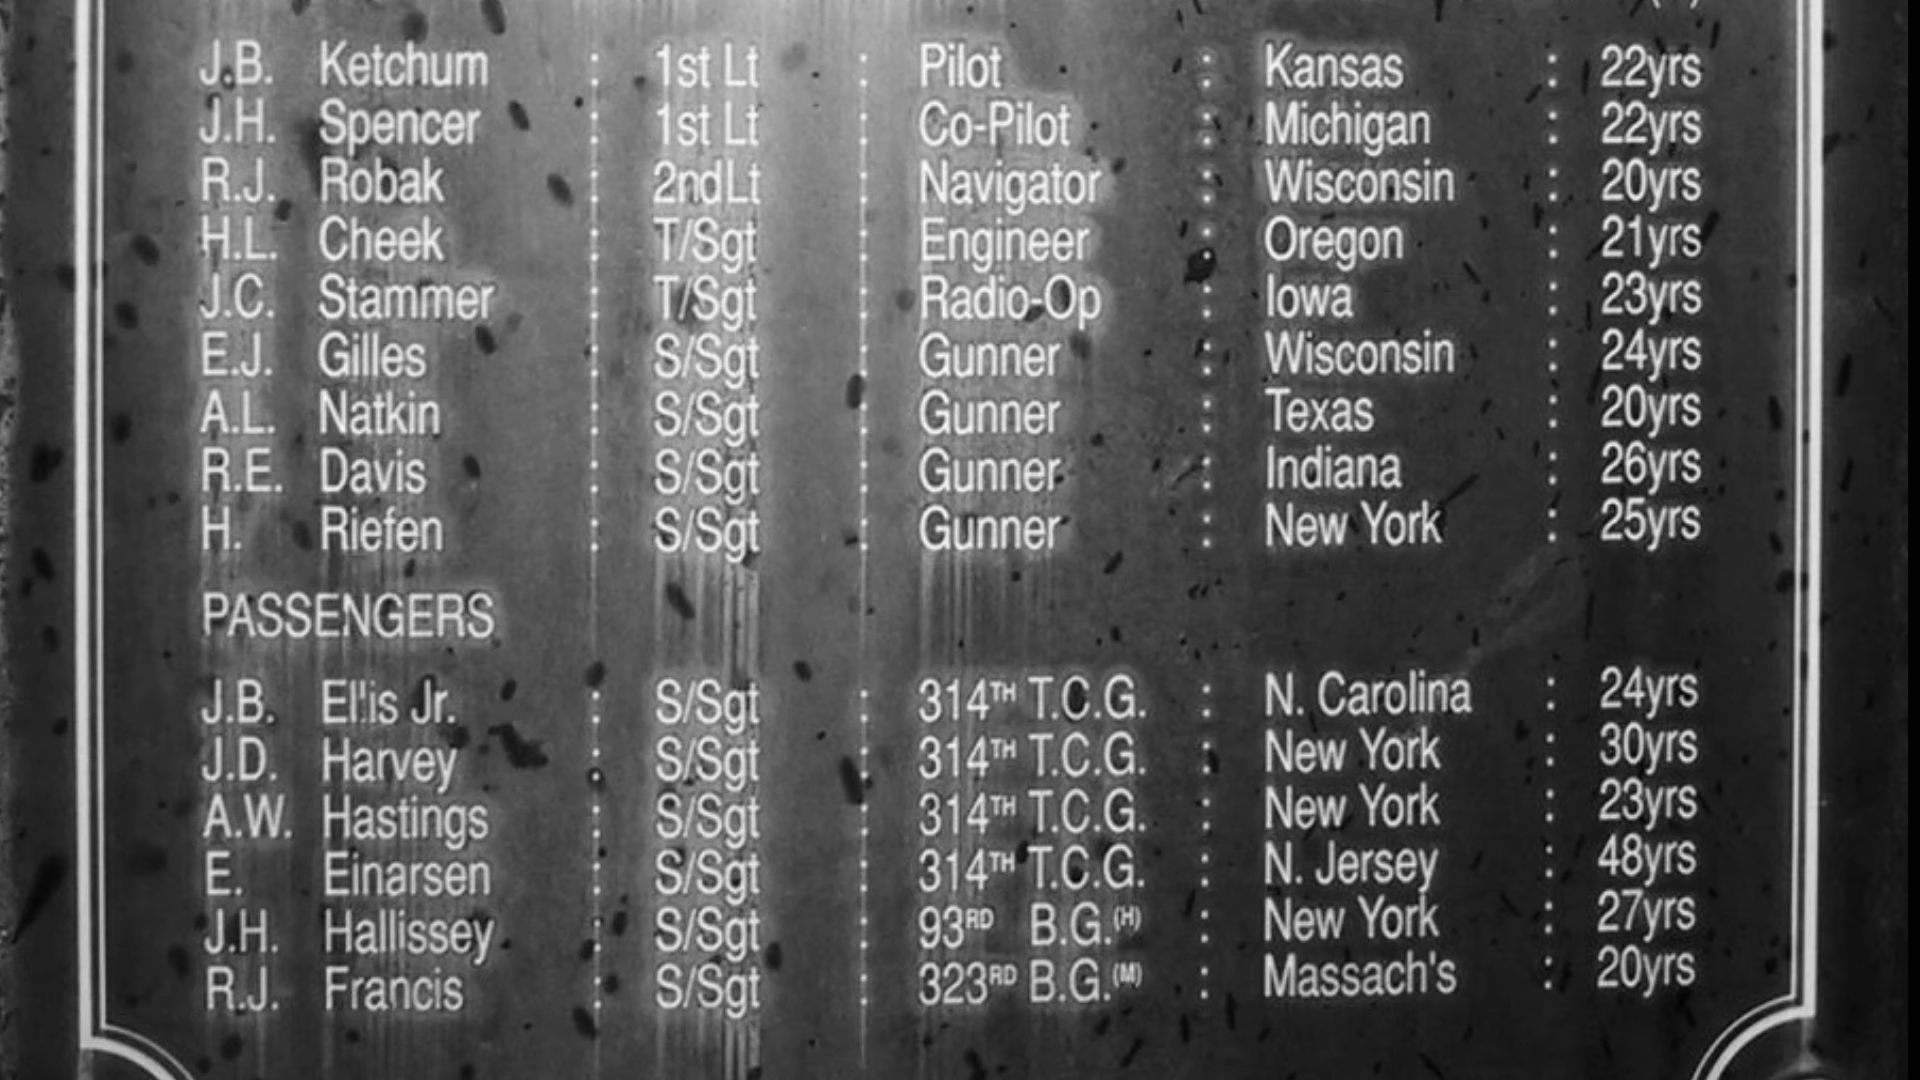 J.B. Ketchum : 1st Lt : Pilot : Kansas : 22yrs
J.H. Spencer : 1st Lt : Co-Pilot : Michigan : 22yrs
R.J. Robak : 2nd Lt : Navigator : Wisconsin : 20yrs
H.L. Cheek : T/Sgt : Engineer : Oregon : 21yrs
J.C. Stammer : T/Sgt : Radio-Op : Iowa : 23yrs
E.J. Gilles : S/Sgt : Gunner : Wisconsin : 24yrs
A.L. Natkin : S/Sgt : Gunner : Texas : 20yrs
R.E. Davis : S/Sgt : Gunner : Indiana : 26yrs
H. Riefen : S/Sgt : Gunner : New York : 25yrs
PASSENGERS
J.B. Ellis Jr. : S/Sgt : 314TH T.C.G. : N. Carolina : 24yrs
J.D. Harvey : S/Sgt : 314TH T.C.G. : New York : 30yrs
A.W. Hastings : S/Sgt : 314TH T.C.G. : New York : 23yrs
E. Einarsen : S/Sgt : 314TH T.C.G. : N. Jersey : 48yrs
J.H. Hallissey : S/Sgt : 93RD B.G.(H) : New York : 27yrs
R.J. Francis : S/Sgt : 323RD B.G.(M) : Massach's : 20yrs